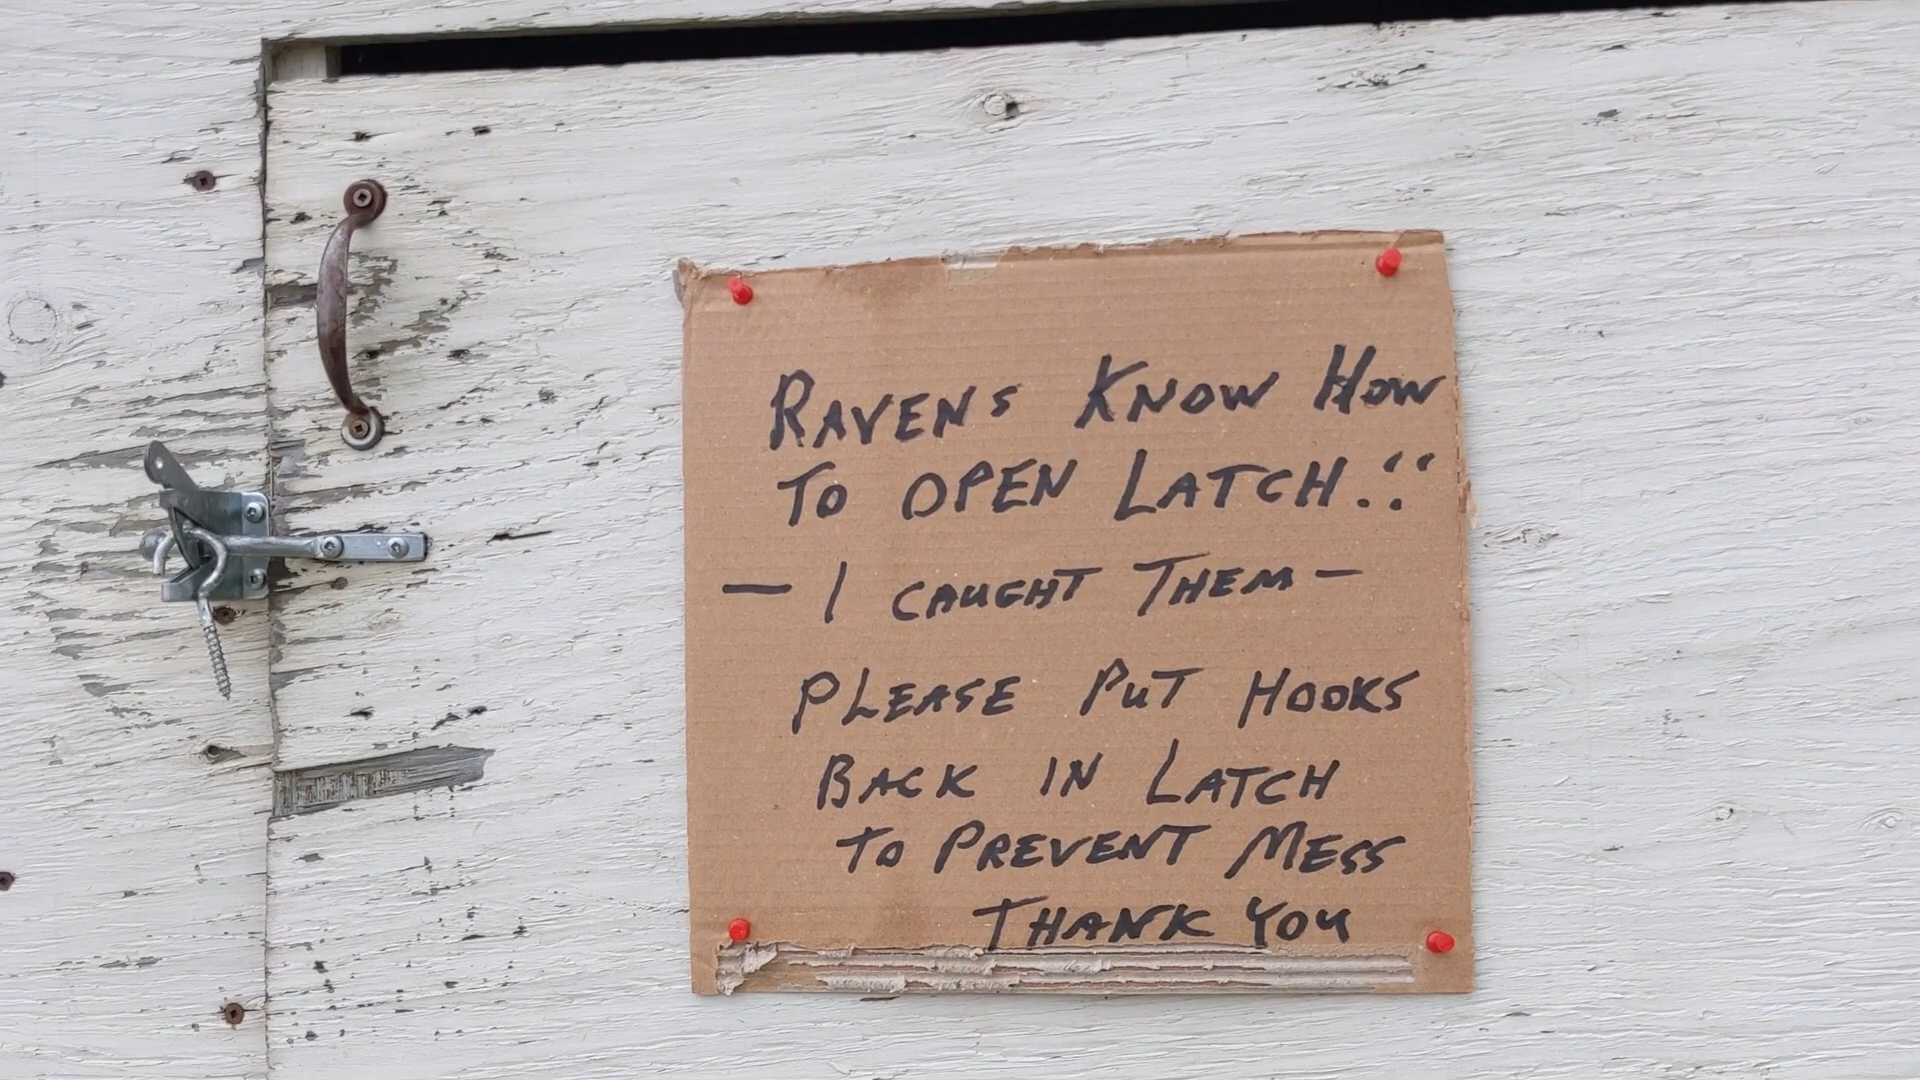 RAVENS KNOW HOW
TO OPEN LATCH!!
— I CAUGHT THEM —
PLEASE PUT HOOKS
BACK IN LATCH
TO PREVENT MESS
THANK YOU